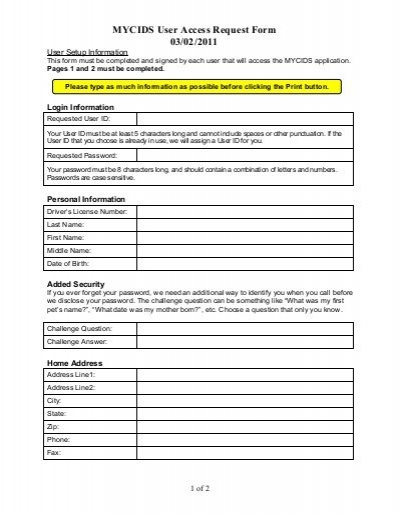 MYCIDS User Access Request Form
03/02/2011
User Setup Information
This form must be completed and signed by each user that will access the MYCIDS application.
Pages 1 and 2 must be completed.
Please type as much information as possible before clicking the Print button.
Login Information
Requested User ID:
Your User ID must be at least 5 characters long and cannot include spaces or other punctuation. If the
User ID that you choose is already in use, we will assign a User ID for you.
Requested Password:
Your password must be 8 characters long, and should contain a combination of letters and numbers.
Passwords are case sensitive.
Personal Information
Driver's License Number:
Last Name:
First Name:
Middle Name:
Date of Birth:
Added Security
If you ever forget your password, we need an additional way to identify you when you call before
we disclose your password. The challenge question can be something like "What was my first
pet's name?", "What date was my mother born?", etc. Choose a question that only you know.
Challenge Question:
Challenge Answer:
Home Address
Address Line1:
Address Line2:
City:
State:
Zip:
Phone:
Fax:
1 of 2